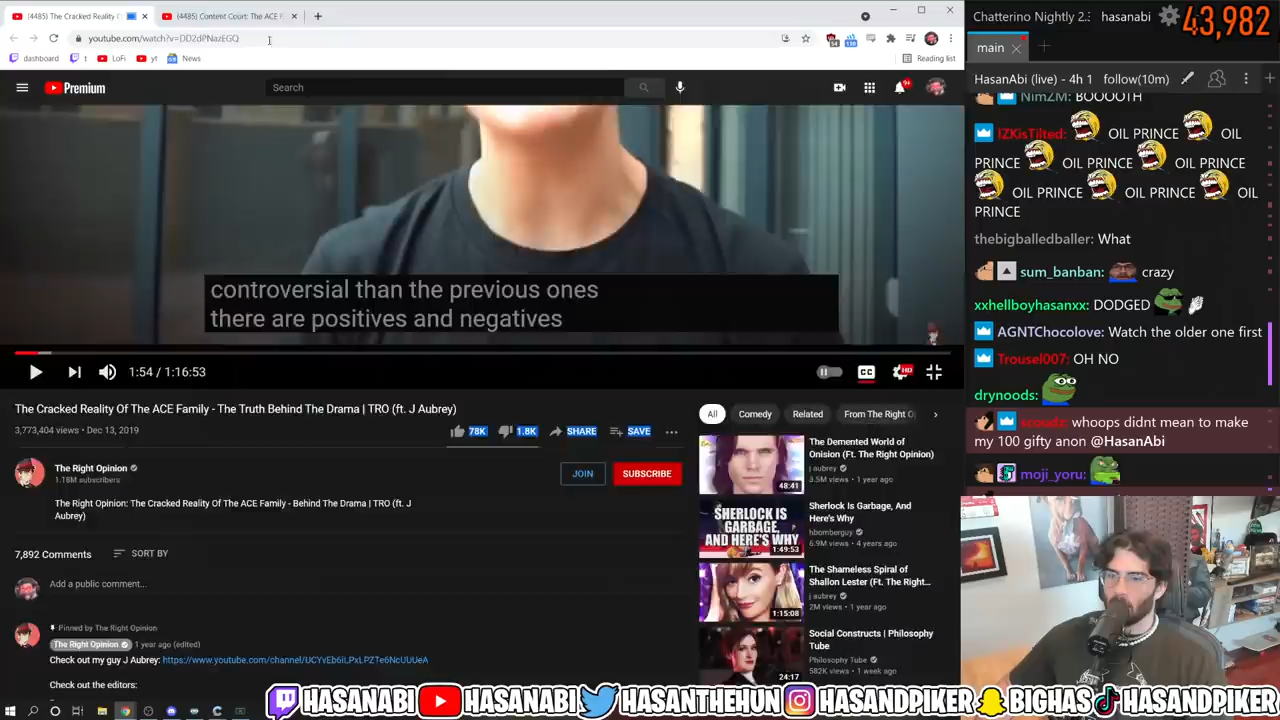 (4485) The Cracked Reality O
(4485) Content Court: The ACE F
youtube.com/watch?v=DD2dPNazEGQ
dashboard
t
LoFi
yt
News
Reading list
Premium
Search
9+
controversial than the previous ones
there are positives and negatives
1:54 / 1:16:53
CC
HD
The Cracked Reality Of The ACE Family - The Truth Behind The Drama | TRO (ft. J Aubrey)
3,773,404 views • Dec 13, 2019
78K
1.8K
SHARE
SAVE
The Right Opinion
1.18M subscribers
JOIN
SUBSCRIBE
The Right Opinion: The Cracked Reality Of The ACE Family - Behind The Drama | TRO (ft. J
Aubrey)
7,892 Comments
SORT BY
Add a public comment...
Pinned by The Right Opinion
The Right Opinion
1 year ago (edited)
Check out my guy J Aubrey:
Check out the editors:
All
Comedy
Related
From The Right O
The Demented World of
Onision (Ft. The Right Opinion)
j aubrey
3.5M views • 1 year ago
48:41
Sherlock Is Garbage, And
Here's Why
hbomberguy
6.9M views • 4 years ago
SHERLOCK IS
GARBAGE,
AND HERE'S WHY
1:49:53
The Shameless Spiral of
Shallon Lester (Ft. The Right...
j aubrey
2M views • 1 year ago
1:15:08
Social Constructs | Philosophy
Tube
Philosophy Tube
582K views • 1 week ago
24:17
Chatterino Nightly 2.
hasanabi
43,982
main
HasanAbi (live) - 4h 1
follow(10m)
NimZM: BOOOOTH
IZKisTilted: OIL PRINCE OIL
PRINCE OIL PRINCE OIL PRINCE
OIL PRINCE OIL PRINCE OIL
PRINCE
thebigballedballer: What
sum_banban: crazy
xxhellboyhasanxx: DODGED
AGNTChocolove: Watch the older one first
Trousel007: OH NO
drynoods:
scoudz: whoops didnt mean to make
my 100 gifty anon @HasanAbi
moji_yoru:
HASANABI
HASANABI
HASANTHEHUN
HASANDPIKER
BIGHAS
HASANDPIKER